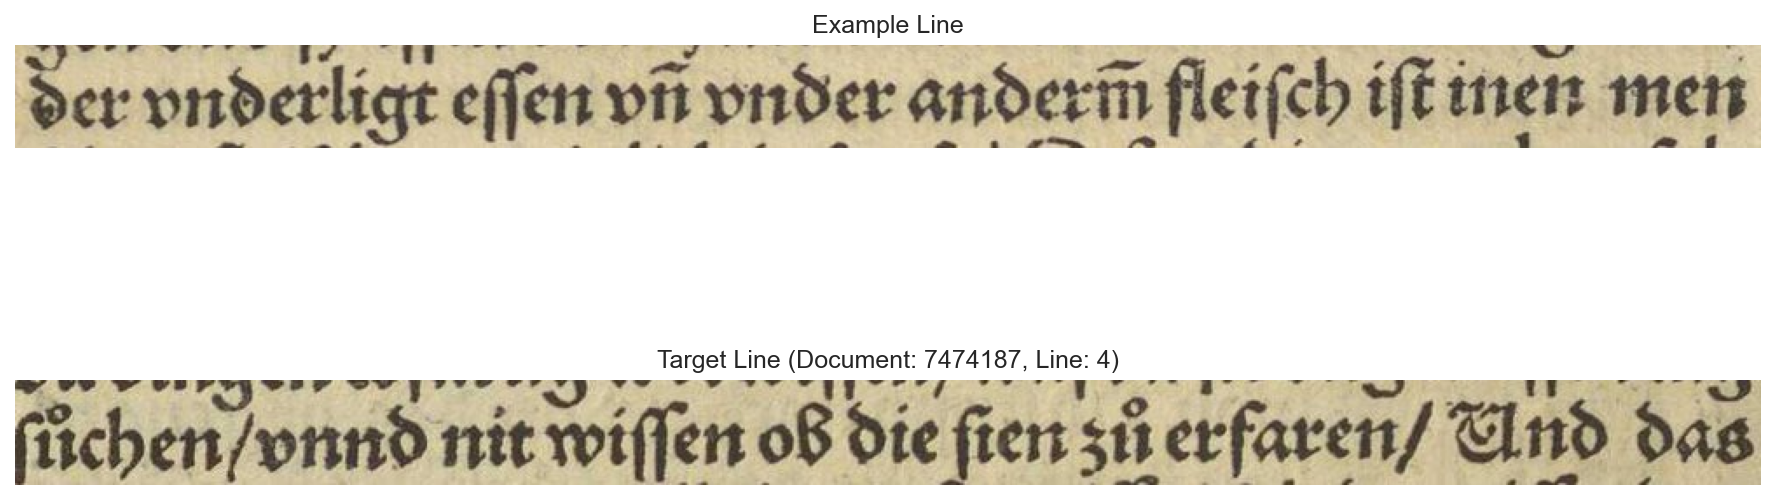 Example Line
der vnderligt essen vn̄ vnder anderm̄ fleisch ist inen men
Target Line (Document: 7474187, Line: 4)
sůchen/vnnd nit wissen ob die sien zů erfaren/ Und das